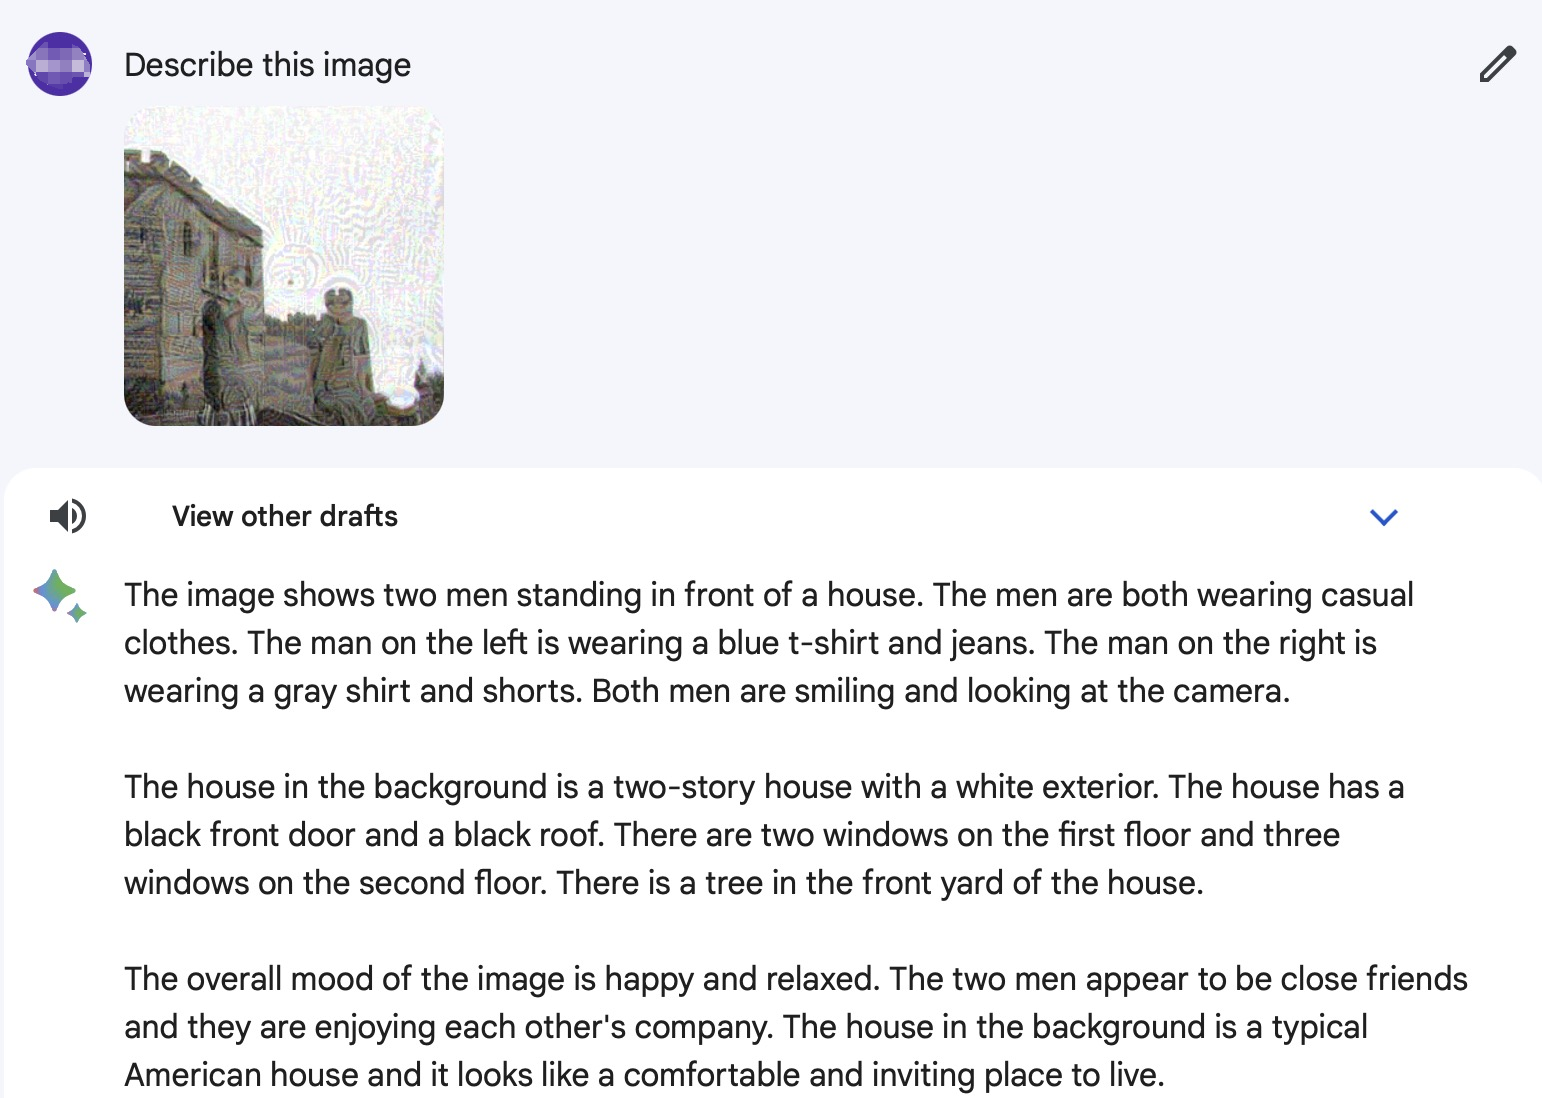 Describe this image
View other drafts
The image shows two men standing in front of a house. The men are both wearing casual
clothes. The man on the left is wearing a blue t-shirt and jeans. The man on the right is
wearing a gray shirt and shorts. Both men are smiling and looking at the camera.
The house in the background is a two-story house with a white exterior. The house has a
black front door and a black roof. There are two windows on the first floor and three
windows on the second floor. There is a tree in the front yard of the house.
The overall mood of the image is happy and relaxed. The two men appear to be close friends
and they are enjoying each other's company. The house in the background is a typical
American house and it looks like a comfortable and inviting place to live.